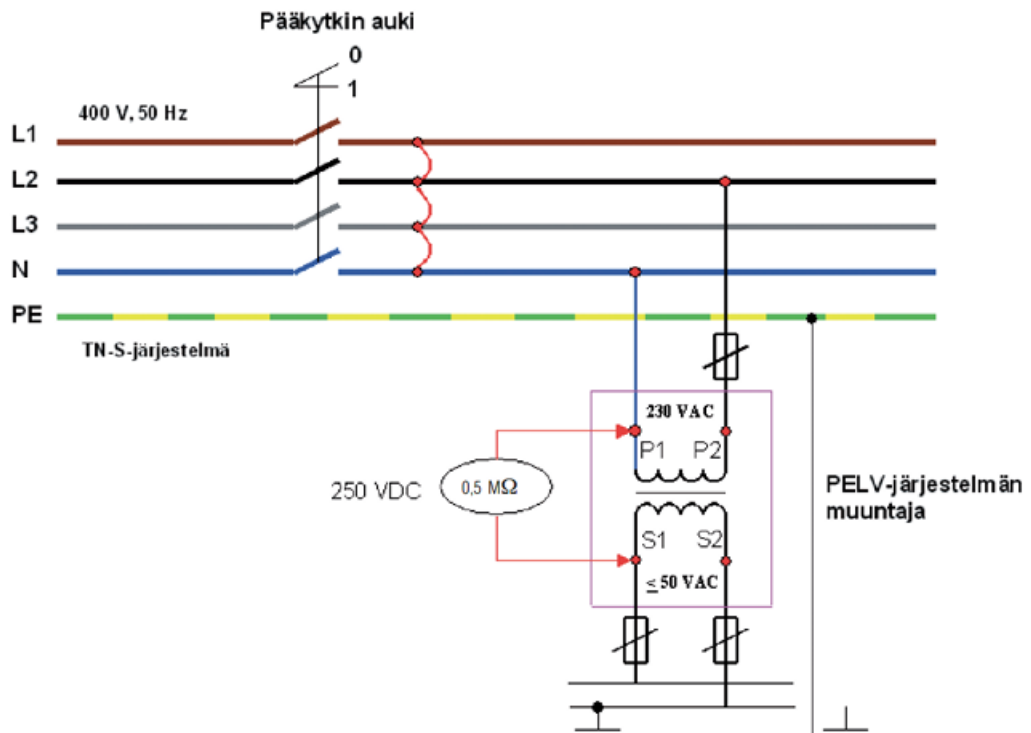 Pääkytkin auki
0
1
400 V, 50 Hz
L1
L2
L3
N
PE
TN-S-järjestelmä
230 VAC
P1 P2
250 VDC
0,5 MΩ
PELV-järjestelmän
muuntaja
S1 S2
≤ 50 VAC